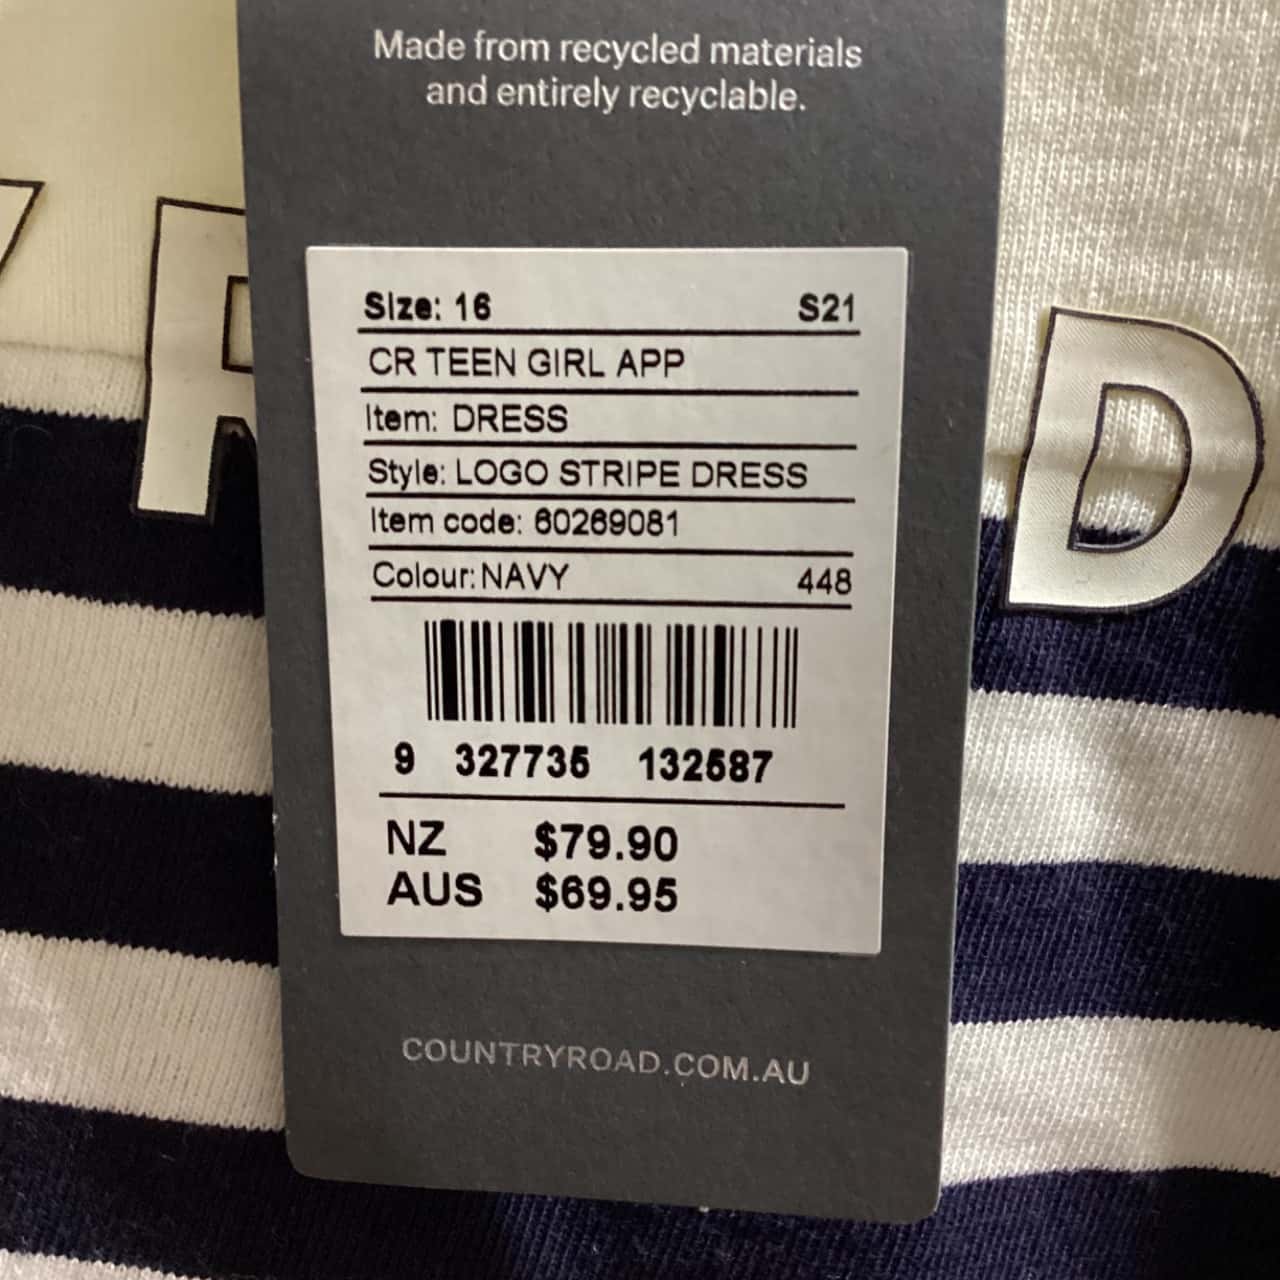 Made from recycled materials
and entirely recyclable.
Size: 16 S21
CR TEEN GIRL APP
Item: DRESS
Style: LOGO STRIPE DRESS
Item code: 60269081
Colour: NAVY 448
9 327735 132587
NZ $79.90
AUS $69.95
COUNTRYROAD.COM.AU
R D